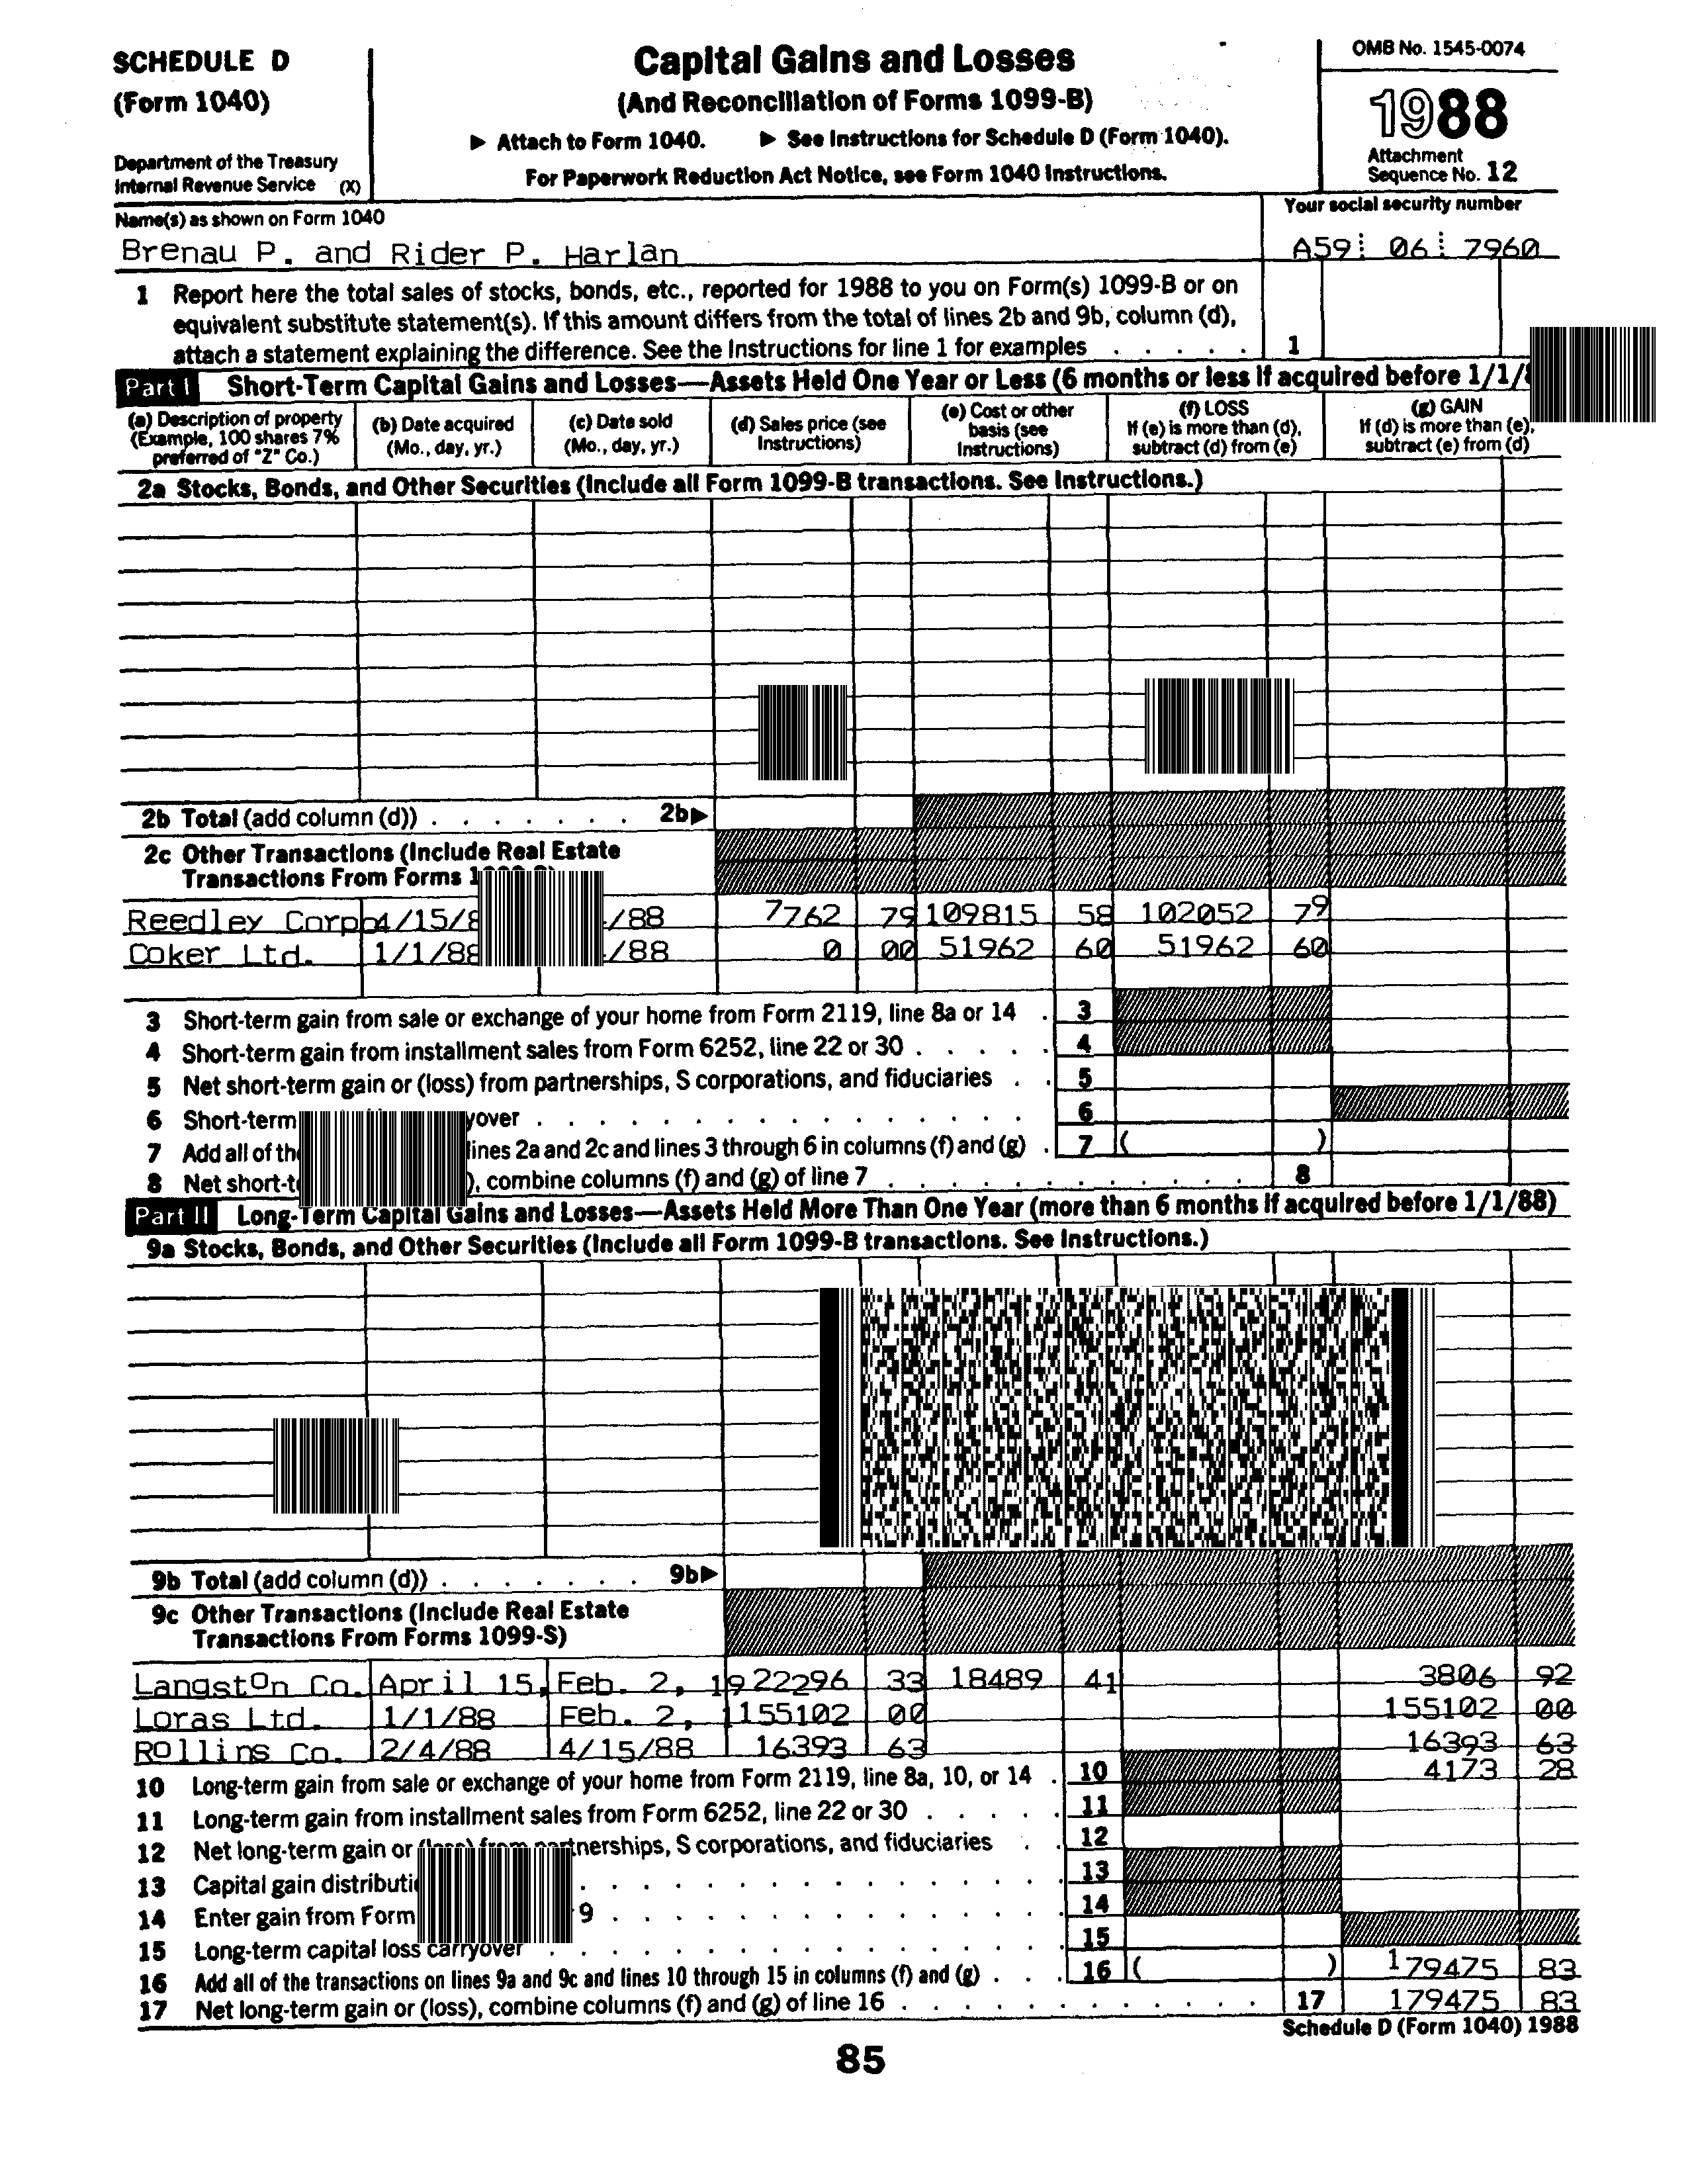 SCHEDULE D
(Form 1040)
Department of the Treasury
Internal Revenue Service (X)
Capital Gains and Losses
(And Reconciliation of Forms 1099-B)
▶ Attach to Form 1040. ▶ See Instructions for Schedule D (Form 1040).
For Paperwork Reduction Act Notice, see Form 1040 Instructions.
OMB No. 1545-0074
1988
Attachment
Sequence No. 12
Name(s) as shown on Form 1040
Your social security number
Brenau P. and Rider P. Harlan
A59 06 7960
1 Report here the total sales of stocks, bonds, etc., reported for 1988 to you on Form(s) 1099-B or on
equivalent substitute statement(s). If this amount differs from the total of lines 2b and 9b, column (d),
attach a statement explaining the difference. See the Instructions for line 1 for examples . . . . . 1
Part I Short-Term Capital Gains and Losses—Assets Held One Year or Less (6 months or less if acquired before 1/1/
(a) Description of property
(Example, 100 shares 7%
preferred of "Z" Co.)
(b) Date acquired
(Mo., day, yr.)
(c) Date sold
(Mo., day, yr.)
(d) Sales price (see
Instructions)
(e) Cost or other
basis (see
Instructions)
(f) LOSS
If (e) is more than (d),
subtract (d) from (e)
(g) GAIN
If (d) is more than (e),
subtract (e) from (d)
2a Stocks, Bonds, and Other Securities (Include all Form 1099-B transactions. See Instructions.)
2b Total (add column (d)) . . . . . . . 2b▶
2c Other Transactions (Include Real Estate
Transactions From Forms
Reedley Corpo4/15/8 /88 7762 79 109815 58 102052 79
Coker Ltd. 1/1/88 /88 0 00 51962 60 51962 60
3 Short-term gain from sale or exchange of your home from Form 2119, line 8a or 14 . 3
4 Short-term gain from installment sales from Form 6252, line 22 or 30 . . . . . 4
5 Net short-term gain or (loss) from partnerships, S corporations, and fiduciaries . . 5
6 Short-term yover . . . . . . . . . . . . . . 6
7 Add all of th lines 2a and 2c and lines 3 through 6 in columns (f) and (g) . 7 ( )
8 Net short-t ), combine columns (f) and (g) of line 7 . . . . . . . . . . . . 8
Part II Long-Term Capital Gains and Losses—Assets Held More Than One Year (more than 6 months if acquired before 1/1/88)
9a Stocks, Bonds, and Other Securities (Include all Form 1099-B transactions. See Instructions.)
9b Total (add column (d)) . . . . . . . 9b▶
9c Other Transactions (Include Real Estate
Transactions From Forms 1099-S)
Langston Co. April 15, Feb. 2, 19 22296 33 18489 41 3806 92
Loras Ltd. 1/1/88 Feb. 2, 1 155102 00 155102 00
Rollins Co. 2/4/88 4/15/88 16393 63 16393 63
10 Long-term gain from sale or exchange of your home from Form 2119, line 8a, 10, or 14 . 10 4173 28
11 Long-term gain from installment sales from Form 6252, line 22 or 30 . . . . . 11
12 Net long-term gain or (loss) from partnerships, S corporations, and fiduciaries . . 12
13 Capital gain distributi . . . . . . . . . . . . . . 13
14 Enter gain from Form 9 . . . . . . . . . . . . . 14
15 Long-term capital loss carryover . . . . . . . . . . . . . . . 15
16 Add all of the transactions on lines 9a and 9c and lines 10 through 15 in columns (f) and (g) . . . 16 ( ) 179475 83
17 Net long-term gain or (loss), combine columns (f) and (g) of line 16 . . . . . . . . . . . . 17 179475 83
Schedule D (Form 1040) 1988
85